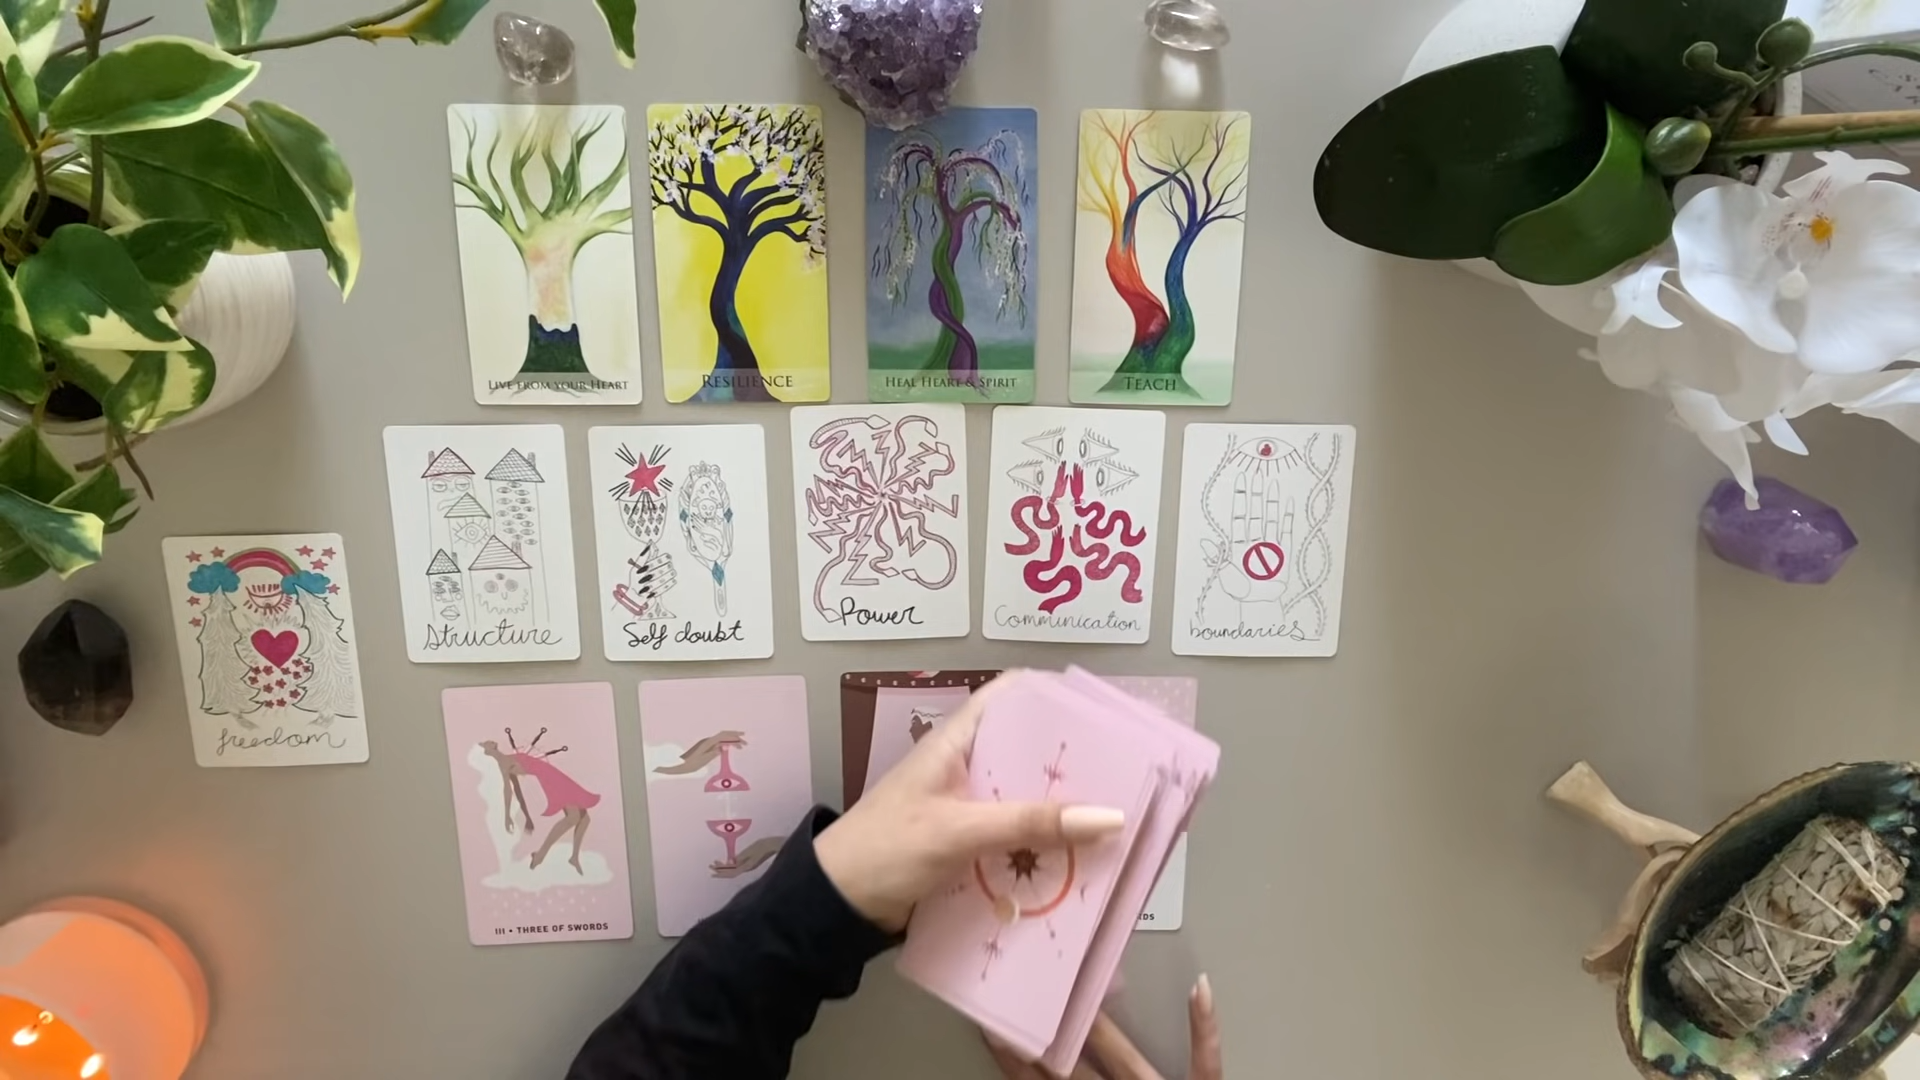 LIVE FROM YOUR HEART
RESILIENCE
HEAL HEART & SPIRIT
TEACH
Structure
Self doubt
Power
Communication
boundaries
freedom
III • THREE OF SWORDS